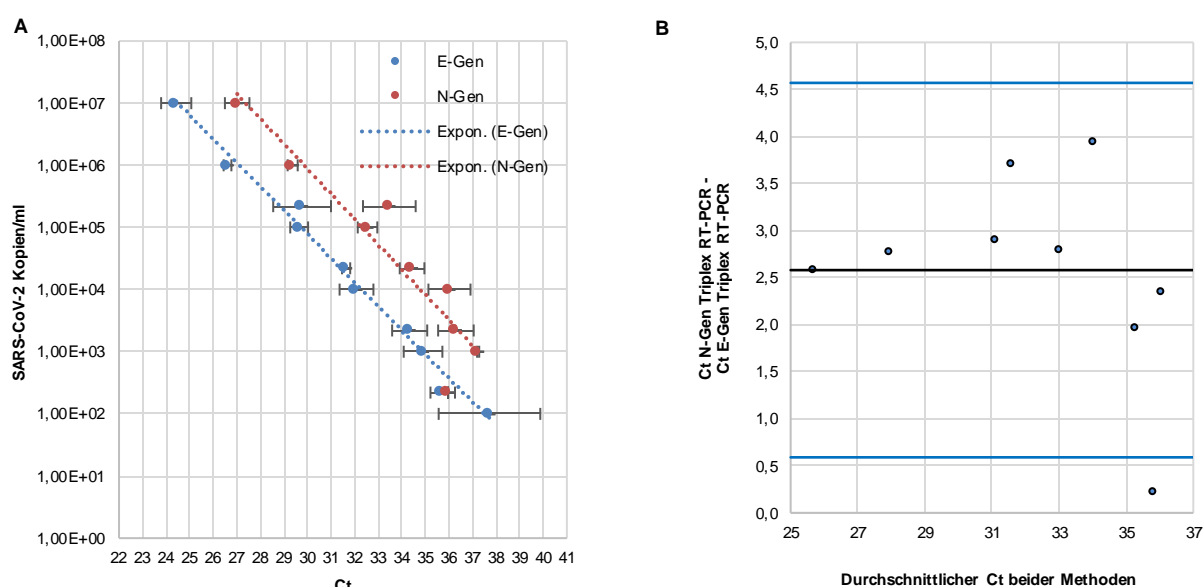 A
1,00E+08
1,00E+07
1,00E+06
1,00E+05
1,00E+04
1,00E+03
1,00E+02
1,00E+01
1,00E+00
SARS-CoV-2 Kopien/ml
E-Gen
N-Gen
Expon. (E-Gen)
Expon. (N-Gen)
22 23 24 25 26 27 28 29 30 31 32 33 34 35 36 37 38 39 40 41
Ct
B
5,0
4,5
4,0
3,5
3,0
2,5
2,0
1,5
1,0
0,5
0,0
Ct N-Gen Triplex RT-PCR -
Ct E-Gen Triplex RT-PCR
25 27 29 31 33 35 37
Durchschnittlicher Ct beider Methoden